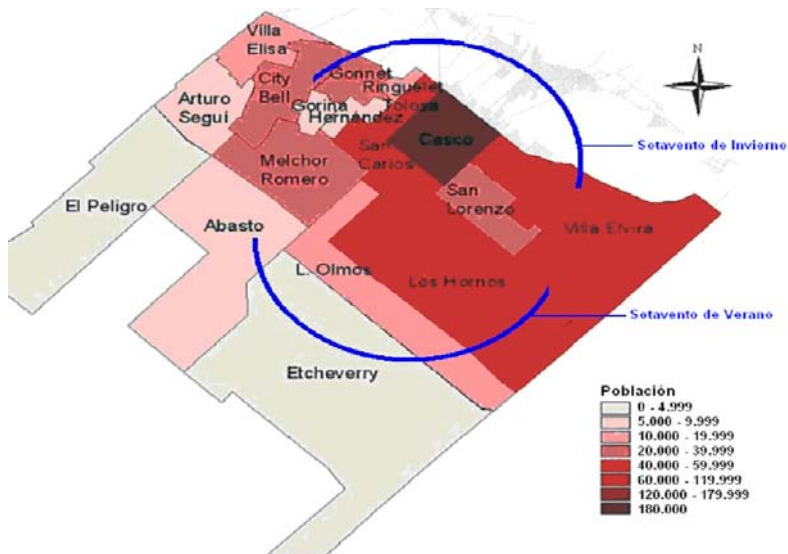 Villa
Elisa
N
City
Bell
Gonnet
Ringuelet
Arturo
Seguí
Gorina
Tolosa
Hernández
Casco
Sotavento de Invierno
San
Carlos
Melchor
Romero
San
Lorenzo
El Peligro
Abasto
Villa Elvira
L. Olmos
Los Hornos
Sotavento de Verano
Etcheverry
Población
0 - 4.999
5.000 - 9.999
10.000 - 19.999
20.000 - 39.999
40.000 - 59.999
60.000 - 119.999
120.000 - 179.999
180.000